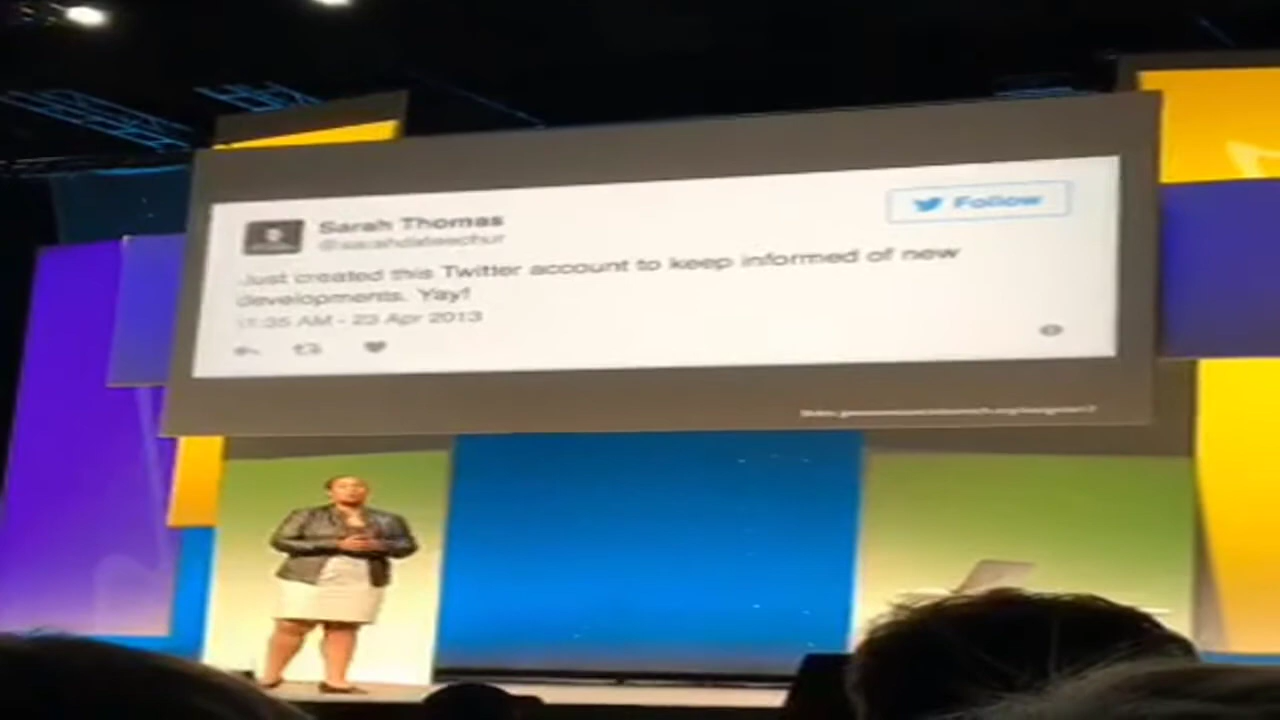 Sarah Thomas
Follow
Just created this Twitter account to keep informed of new
developments. Yay!
11:35 AM - 23 Apr 2013